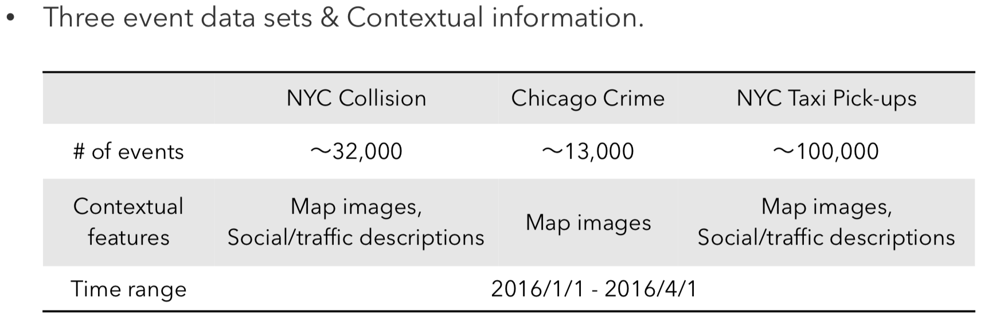 • Three event data sets & Contextual information.
NYC Collision Chicago Crime NYC Taxi Pick-ups
# of events ~32,000 ~13,000 ~100,000
Contextual features Map images, Social/traffic descriptions Map images Map images, Social/traffic descriptions
Time range 2016/1/1 - 2016/4/1